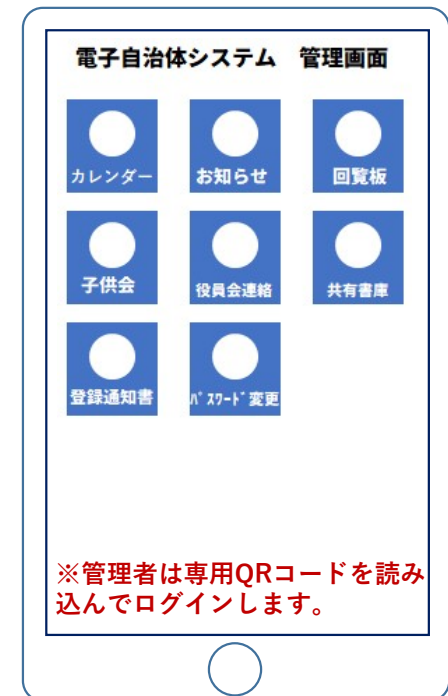 電子自治体システム　管理画面
カレンダー
お知らせ
回覧板
子供会
役員会連絡
共有書庫
登録通知書
ﾊﾟｽﾜｰﾄﾞ変更
※管理者は専用QRコードを読み
込んでログインします。